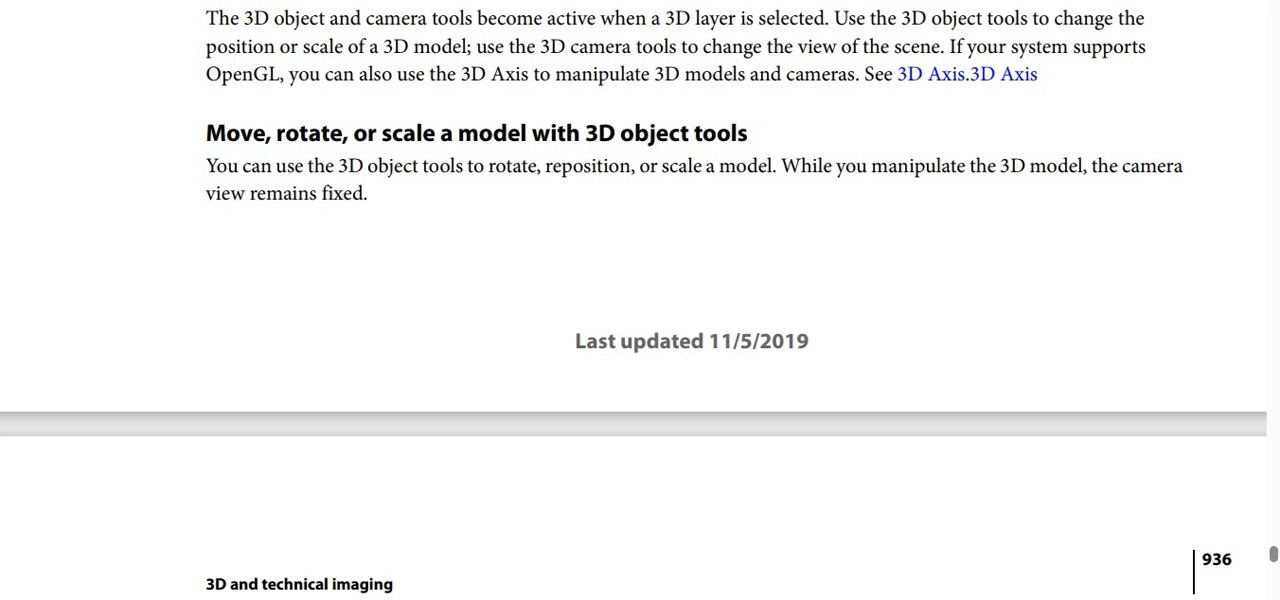 The 3D object and camera tools become active when a 3D layer is selected. Use the 3D object tools to change the
position or scale of a 3D model; use the 3D camera tools to change the view of the scene. If your system supports
OpenGL, you can also use the 3D Axis to manipulate 3D models and cameras. See 3D Axis.3D Axis
Move, rotate, or scale a model with 3D object tools
You can use the 3D object tools to rotate, reposition, or scale a model. While you manipulate the 3D model, the camera
view remains fixed.
Last updated 11/5/2019
936
3D and technical imaging